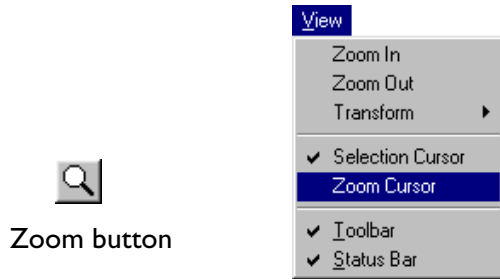 View
Zoom In
Zoom Out
Transform
Selection Cursor
Zoom Cursor
Toolbar
Status Bar
Zoom button